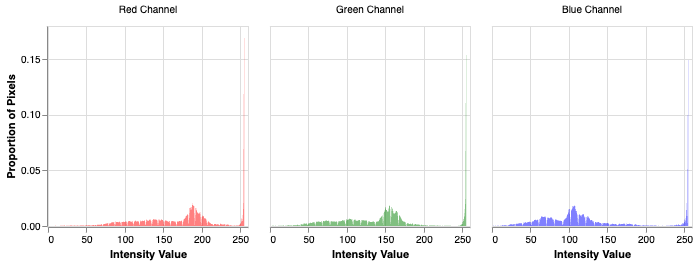 Red Channel
Green Channel
Blue Channel
Proportion of Pixels
0.15
0.10
0.05
0.00
0 50 100 150 200 250
0 50 100 150 200 250
0 50 100 150 200 250
Intensity Value
Intensity Value
Intensity Value